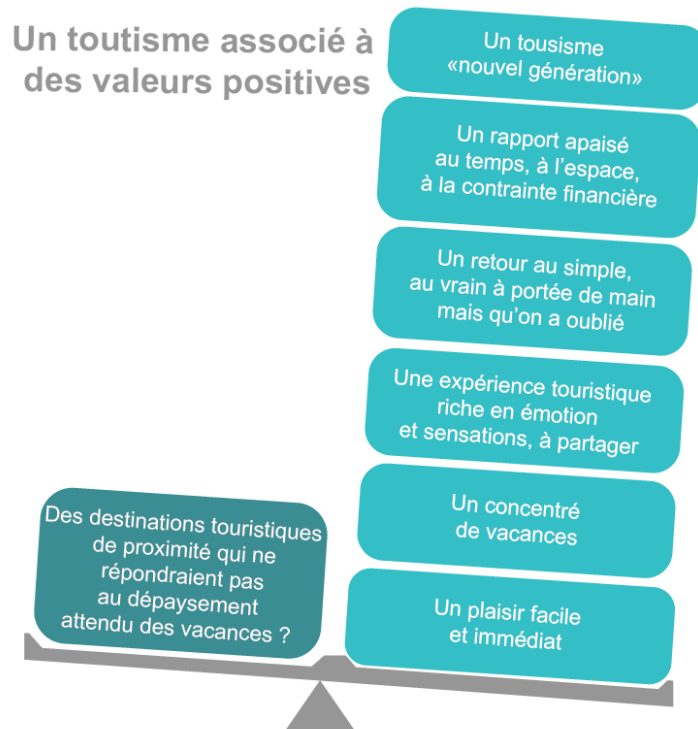 Un toutisme associé à
des valeurs positives
Un tousisme
«nouvel génération»
Un rapport apaisé
au temps, à l'espace,
à la contrainte financière
Un retour au simple,
au vrai à portée de main
mais qu'on a oublié
Une expérience touristique
riche en émotion
et sensations, à partager
Un concentré
de vacances
Un plaisir facile
et immédiat
Des destinations touristiques
de proximité qui ne
répondraient pas
au dépaysement
attendu des vacances ?